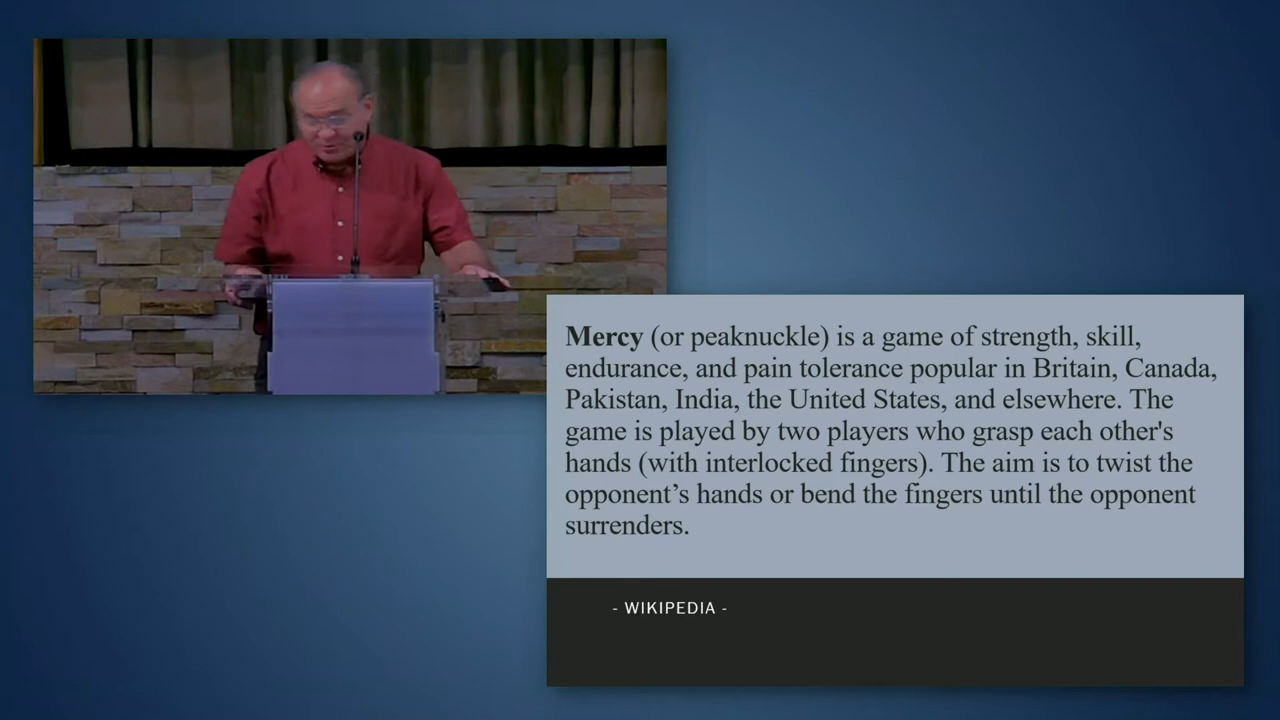 Mercy (or peaknuckle) is a game of strength, skill,
endurance, and pain tolerance popular in Britain, Canada,
Pakistan, India, the United States, and elsewhere. The
game is played by two players who grasp each other's
hands (with interlocked fingers). The aim is to twist the
opponent’s hands or bend the fingers until the opponent
surrenders.
- WIKIPEDIA -